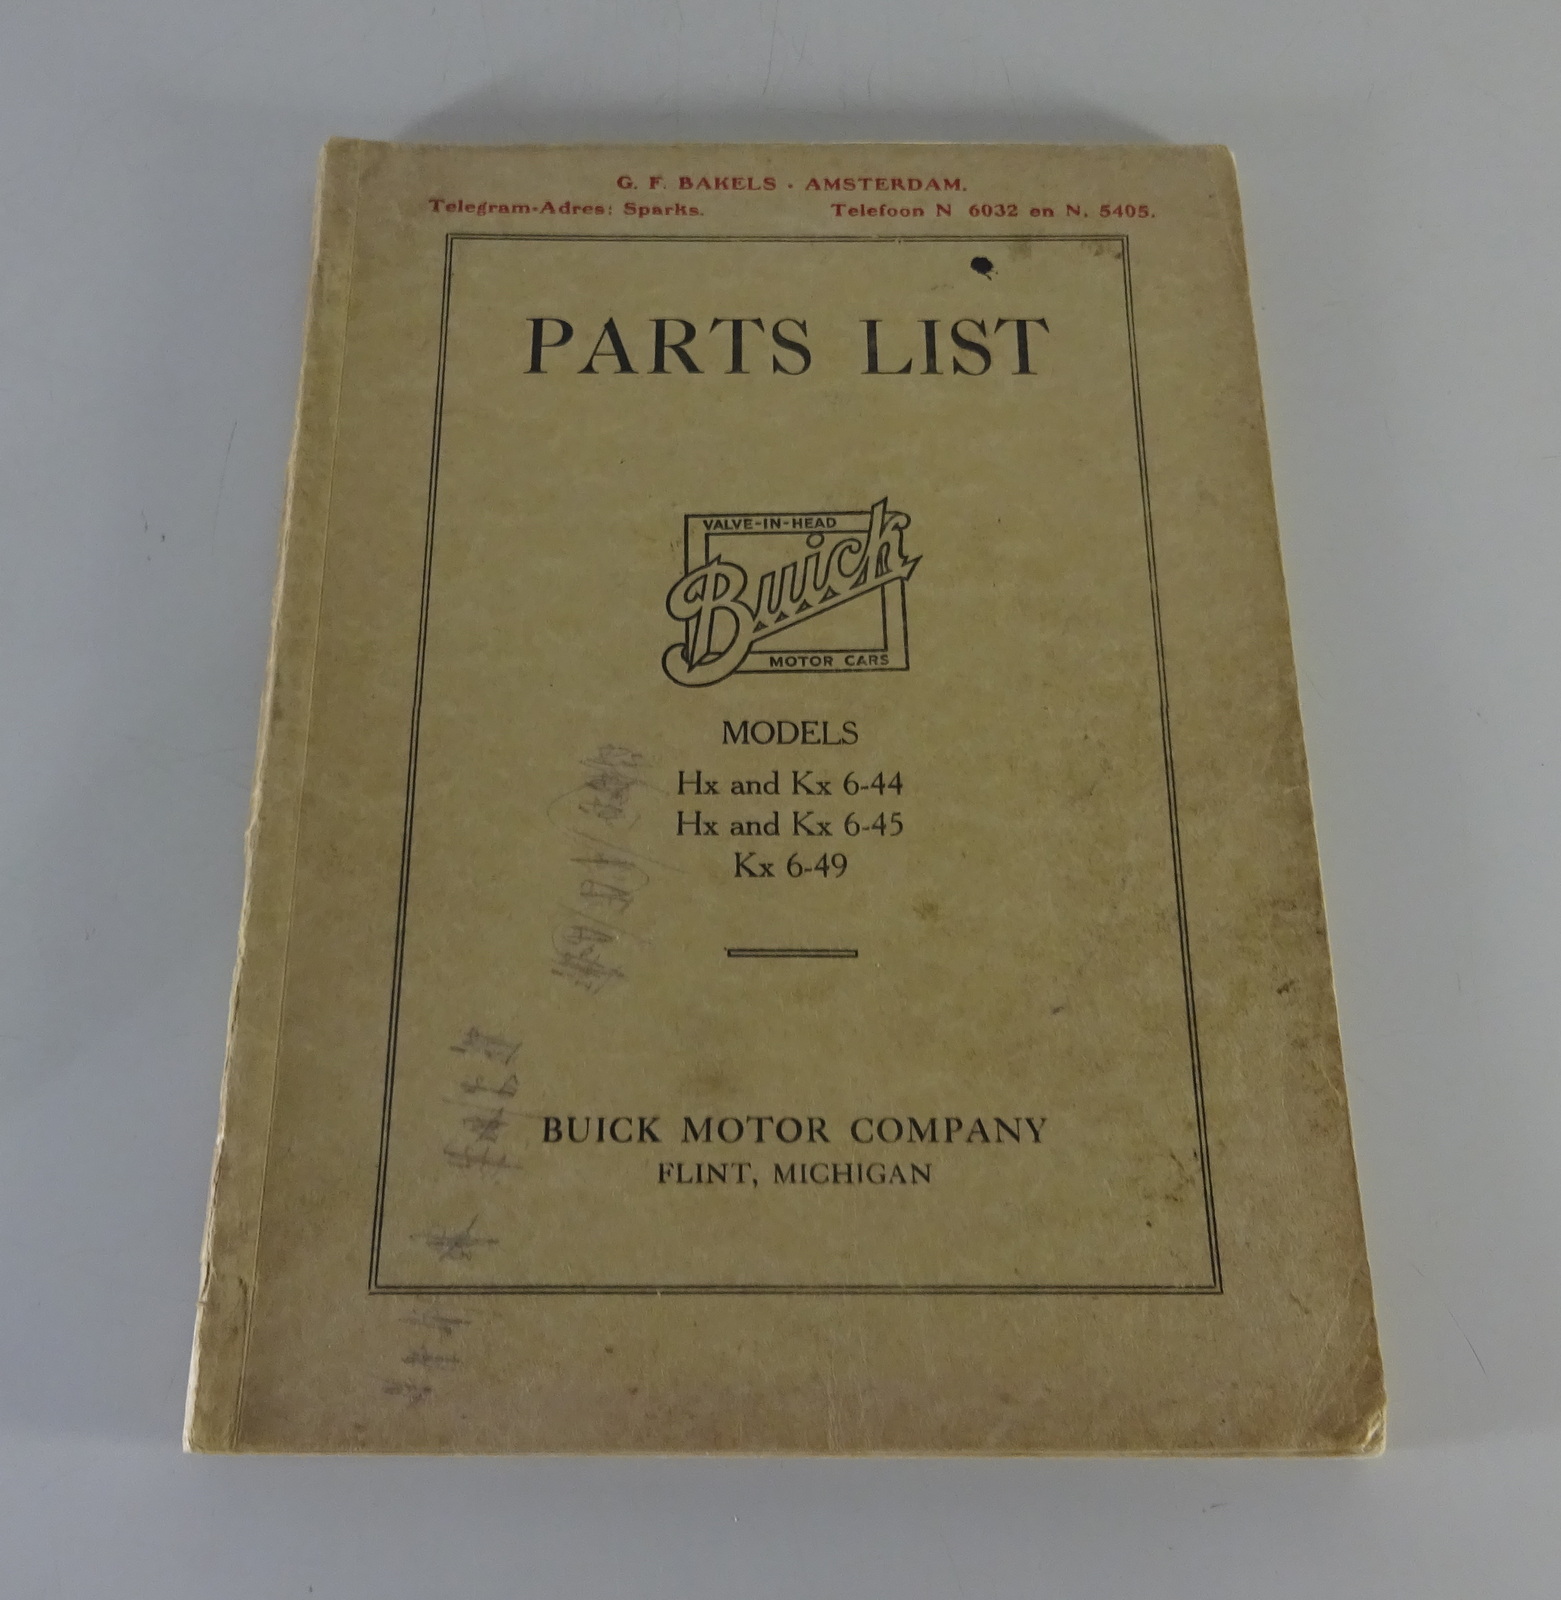 G. F. BAKELS · AMSTERDAM.
Telegram-Adres: Sparks. Telefoon N 6032 en N. 5405.
PARTS LIST
VALVE-IN-HEAD
Buick
MOTOR CARS
MODELS
Hx and Kx 6-44
Hx and Kx 6-45
Kx 6-49
BUICK MOTOR COMPANY
FLINT, MICHIGAN